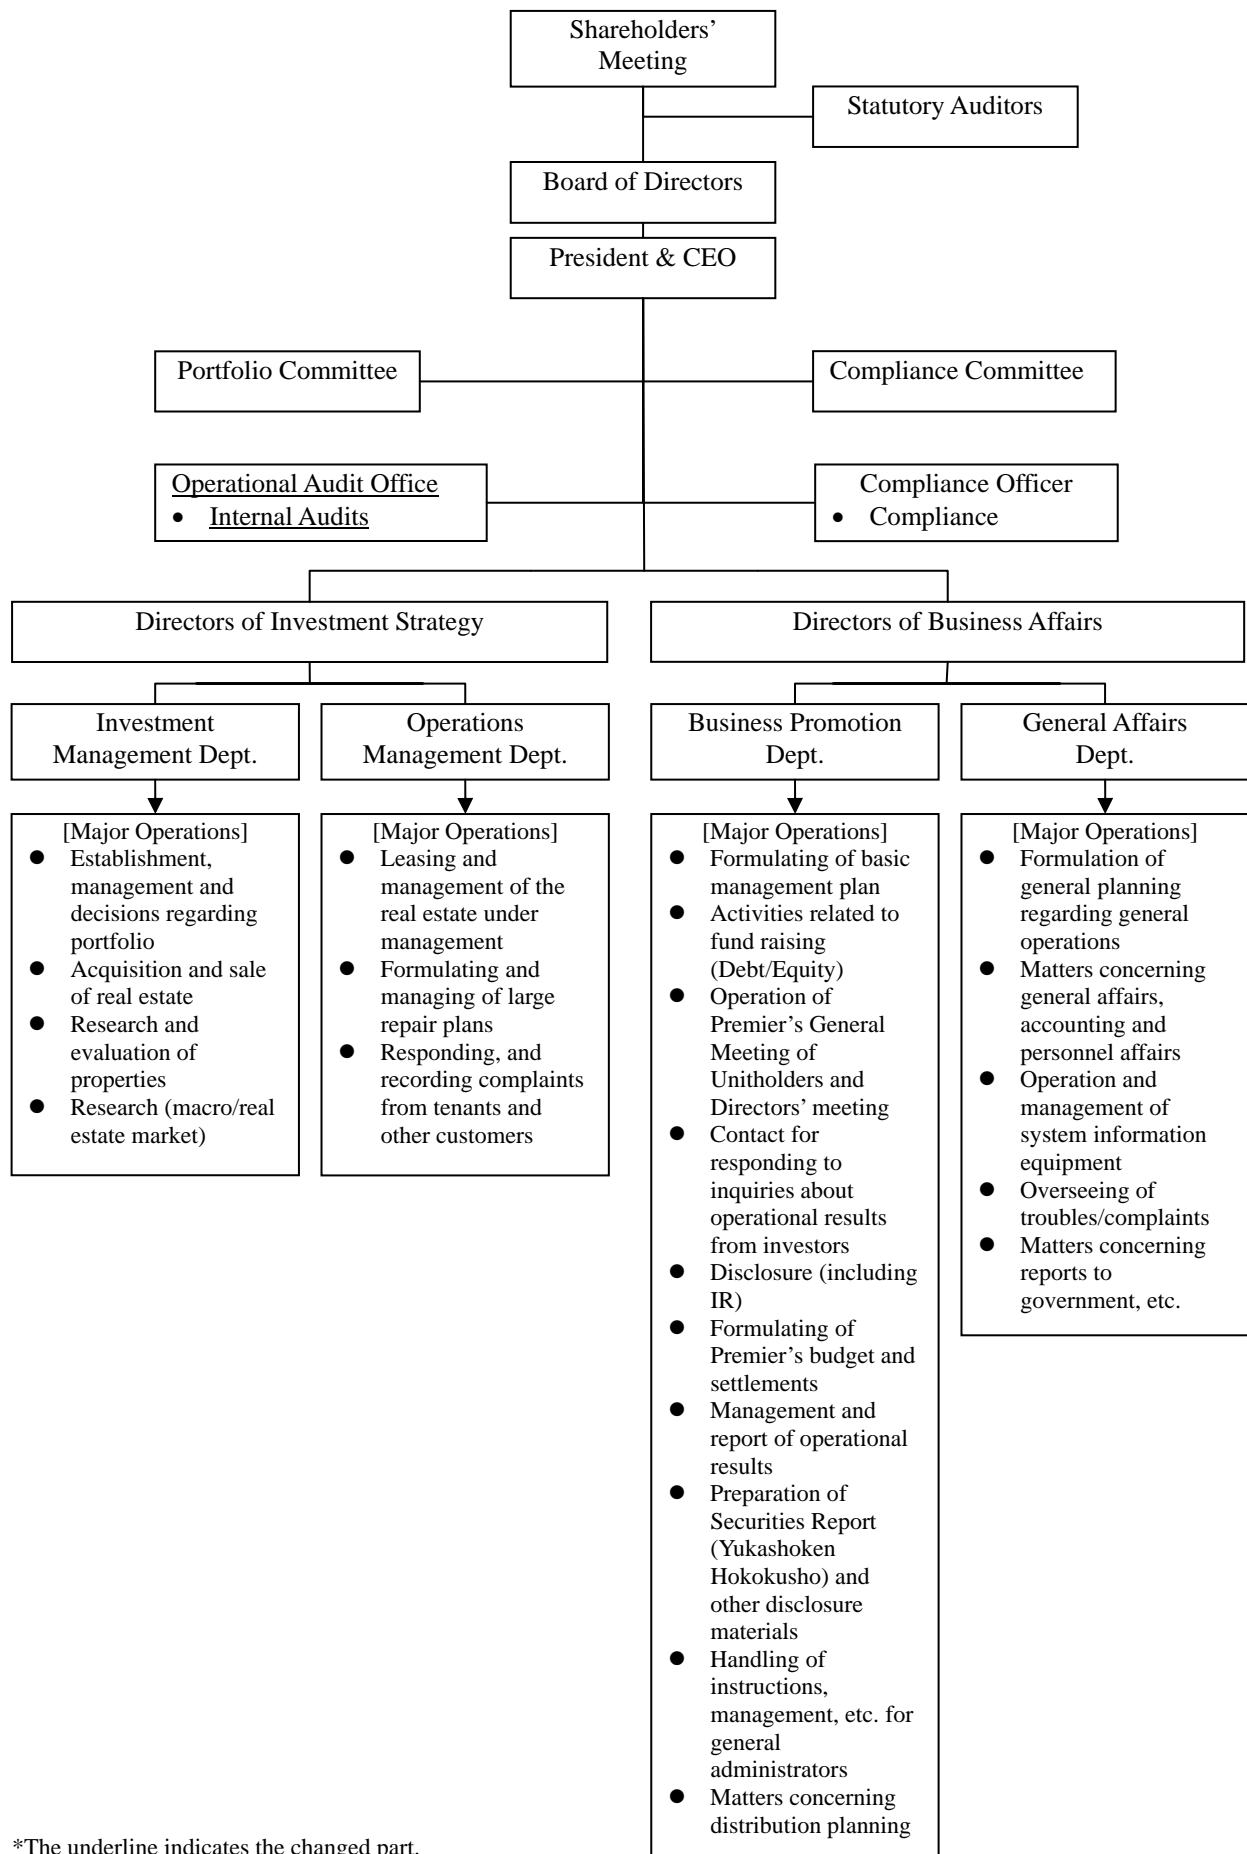 Shareholders’
Meeting
Statutory Auditors
Board of Directors
President & CEO
Portfolio Committee
Compliance Committee
Operational Audit Office
• Internal Audits
Compliance Officer
• Compliance
Directors of Investment Strategy
Directors of Business Affairs
Investment
Management Dept.
Operations
Management Dept.
Business Promotion
Dept.
General Affairs
Dept.
[Major Operations]
● Establishment,
management and
decisions regarding
portfolio
● Acquisition and sale
of real estate
● Research and
evaluation of
properties
● Research (macro/real
estate market)
[Major Operations]
● Leasing and
management of the
real estate under
management
● Formulating and
managing of large
repair plans
● Responding, and
recording complaints
from tenants and
other customers
[Major Operations]
● Formulating of basic
management plan
● Activities related to
fund raising
(Debt/Equity)
● Operation of
Premier’s General
Meeting of
Unitholders and
Directors’ meeting
● Contact for
responding to
inquiries about
operational results
from investors
● Disclosure (including
IR)
● Formulating of
Premier’s budget and
settlements
● Management and
report of operational
results
● Preparation of
Securities Report
(Yukashoken
Hokokusho) and
other disclosure
materials
● Handling of
instructions,
management, etc. for
general
administrators
● Matters concerning
distribution planning
[Major Operations]
● Formulation of
general planning
regarding general
operations
● Matters concerning
general affairs,
accounting and
personnel affairs
● Operation and
management of
system information
equipment
● Overseeing of
troubles/complaints
● Matters concerning
reports to
government, etc.
*The underline indicates the changed part.